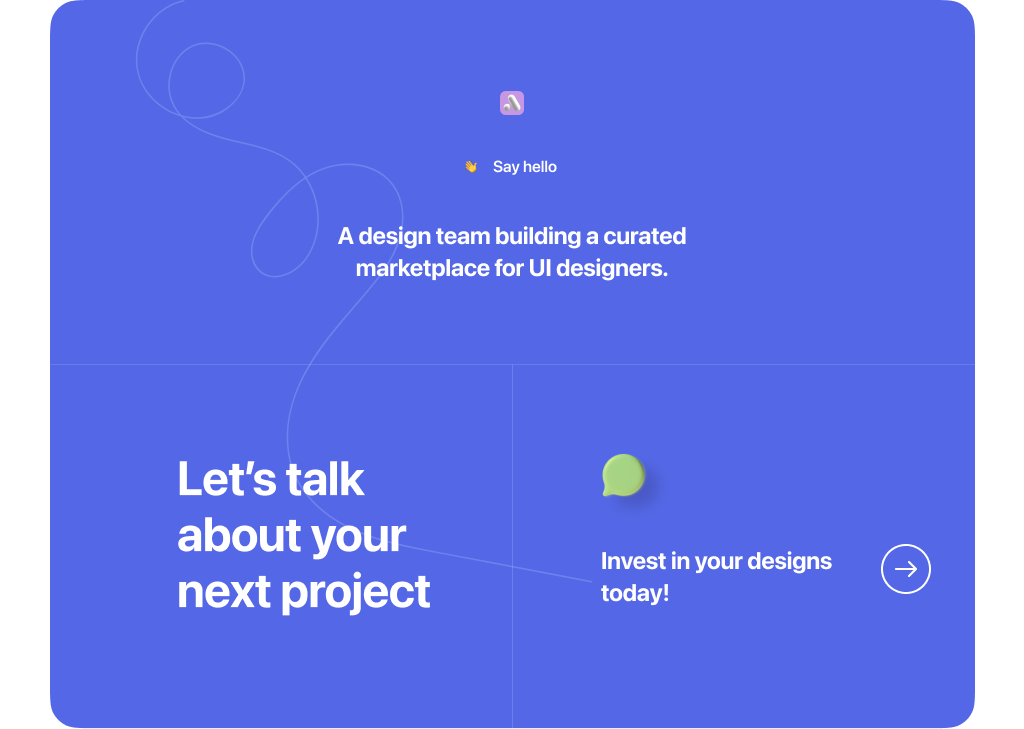 👋 Say hello
A design team building a curated
marketplace for UI designers.
Let’s talk
about your
next project
Invest in your designs
today!